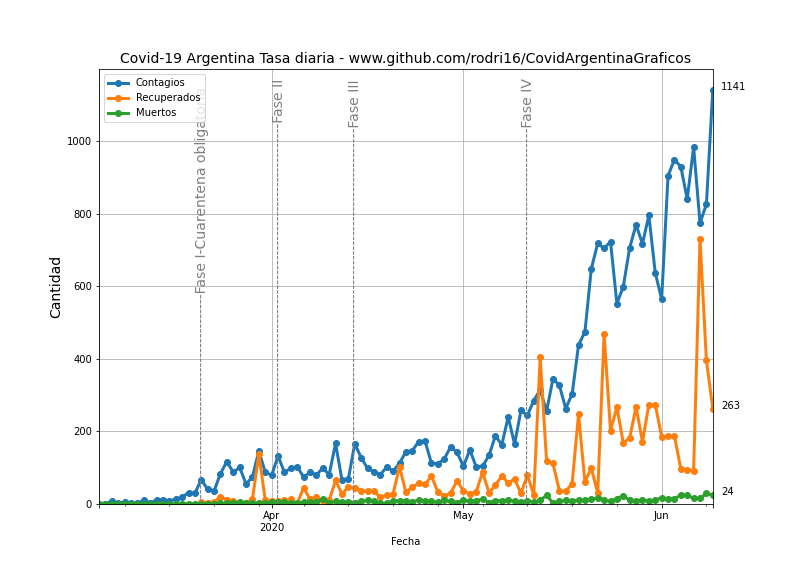 Covid-19 Argentina Tasa diaria - www.github.com/rodri16/CovidArgentinaGraficos
Contagios
Recuperados
Muertos
Fase I-Cuarentena obligatoria
Fase II
Fase III
Fase IV
1141
263
24
Cantidad
1000
800
600
400
200
0
Apr
2020
May
Jun
Fecha